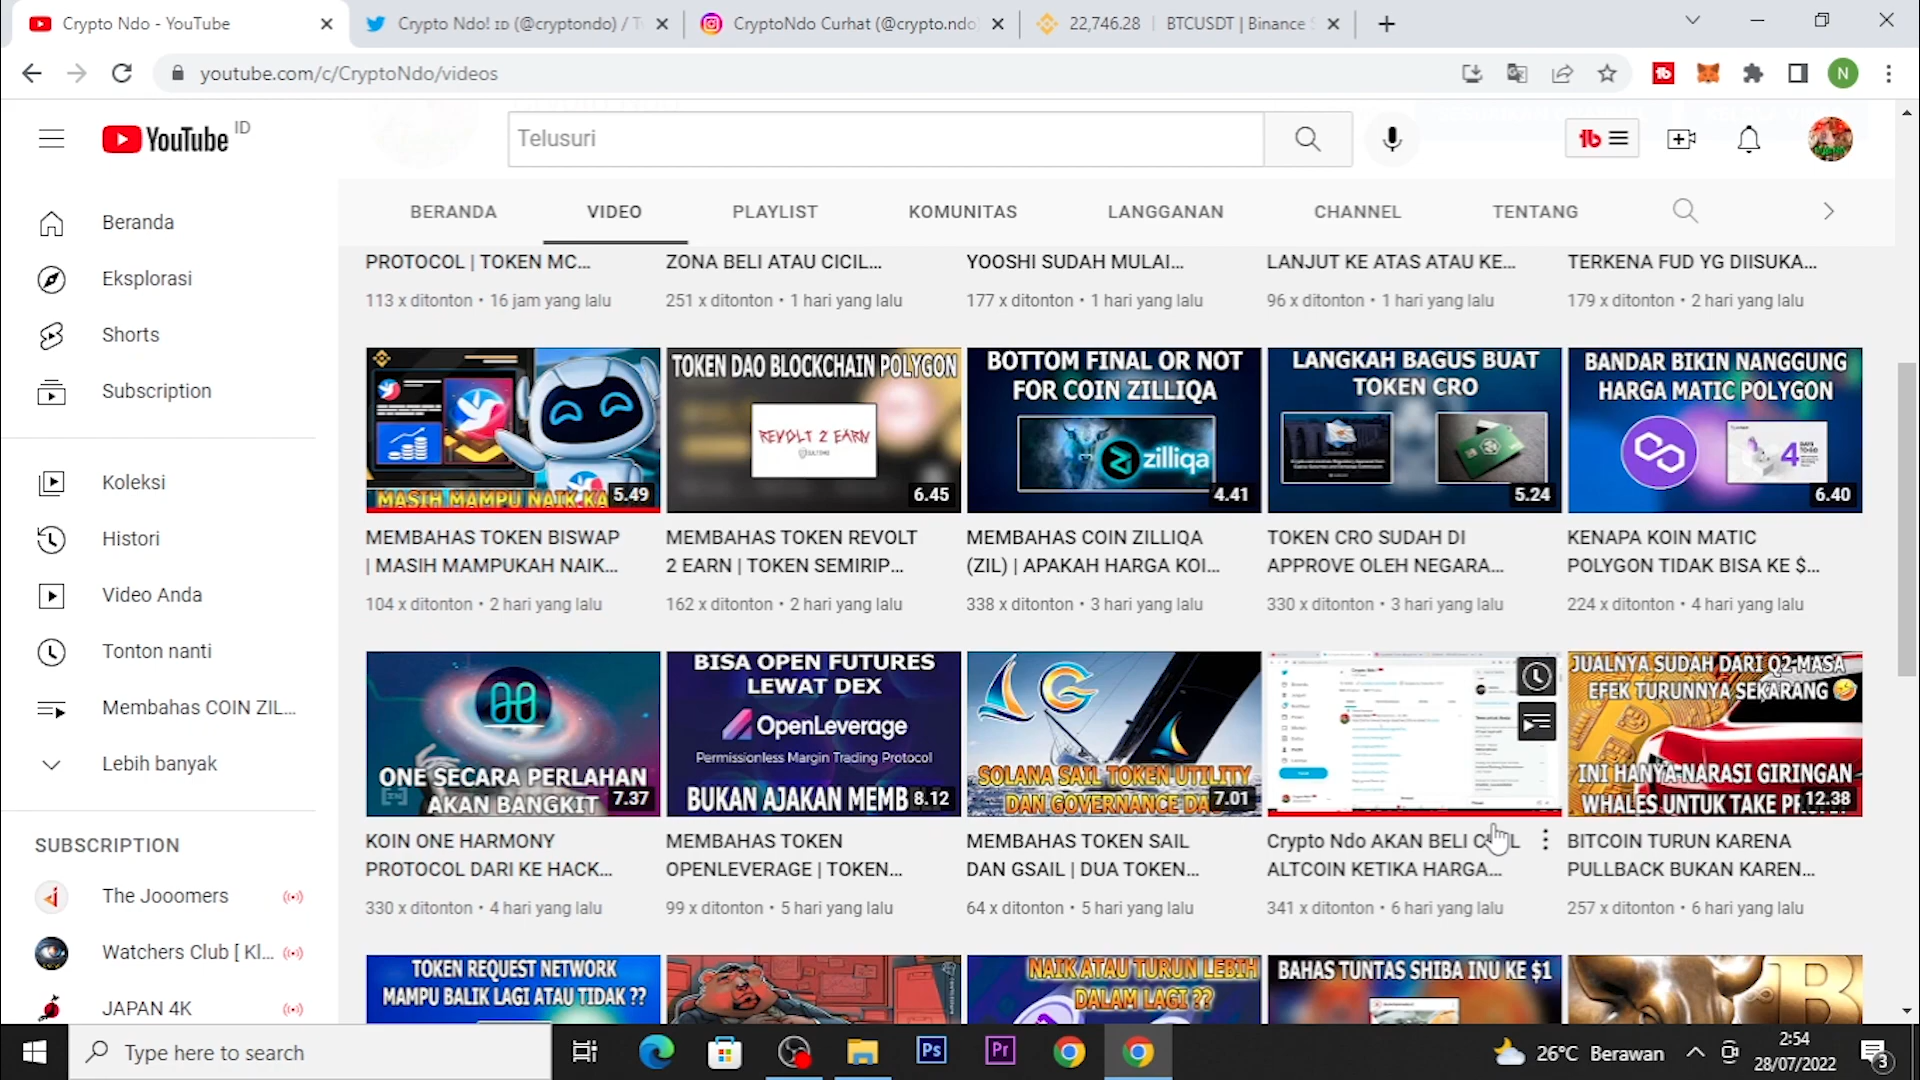 Crypto Ndo - YouTube
Crypto Ndo! ɪᴅ (@cryptondo) / T
CryptoNdo Curhat (@crypto.ndo
22,746.28 | BTCUSDT | Binance S
youtube.com/c/CryptoNdo/videos
N
YouTube ID
Telusuri
BERANDA
VIDEO
PLAYLIST
KOMUNITAS
LANGGANAN
CHANNEL
TENTANG
Beranda
Eksplorasi
Shorts
Subscription
Koleksi
Histori
Video Anda
Tonton nanti
Membahas COIN ZIL...
Lebih banyak
SUBSCRIPTION
The Jooomers
Watchers Club [ Kl...
JAPAN 4K
PROTOCOL | TOKEN MC...
113 x ditonton • 16 jam yang lalu
ZONA BELI ATAU CICIL...
251 x ditonton • 1 hari yang lalu
YOOSHI SUDAH MULAI...
177 x ditonton • 1 hari yang lalu
LANJUT KE ATAS ATAU KE...
96 x ditonton • 1 hari yang lalu
TERKENA FUD YG DIISUKA...
179 x ditonton • 2 hari yang lalu
MASIH MAMPU NAIK KA
5.49
MEMBAHAS TOKEN BISWAP
| MASIH MAMPUKAH NAIK...
104 x ditonton • 2 hari yang lalu
TOKEN DAO BLOCKCHAIN POLYGON
REVOLT 2 EARN
6.45
MEMBAHAS TOKEN REVOLT
2 EARN | TOKEN SEMIRIP...
162 x ditonton • 2 hari yang lalu
BOTTOM FINAL OR NOT
FOR COIN ZILLIQA
zilliqa
4.41
MEMBAHAS COIN ZILLIQA
(ZIL) | APAKAH HARGA KOI...
338 x ditonton • 3 hari yang lalu
LANGKAH BAGUS BUAT
TOKEN CRO
5.24
TOKEN CRO SUDAH DI
APPROVE OLEH NEGARA...
330 x ditonton • 3 hari yang lalu
BANDAR BIKIN NANGGUNG
HARGA MATIC POLYGON
4
6.40
KENAPA KOIN MATIC
POLYGON TIDAK BISA KE $...
224 x ditonton • 4 hari yang lalu
ONE SECARA PERLAHAN
AKAN BANGKIT
7.37
KOIN ONE HARMONY
PROTOCOL DARI KE HACK...
330 x ditonton • 4 hari yang lalu
BISA OPEN FUTURES
LEWAT DEX
OpenLeverage
Permissionless Margin Trading Protocol
BUKAN AJAKAN MEMB
8.12
MEMBAHAS TOKEN
OPENLEVERAGE | TOKEN...
99 x ditonton • 5 hari yang lalu
SOLANA SAIL TOKEN UTILITY
DAN GOVERNANCE DA
7.01
MEMBAHAS TOKEN SAIL
DAN GSAIL | DUA TOKEN...
64 x ditonton • 5 hari yang lalu
Crypto Ndo AKAN BELI
ALTCOIN KETIKA HARGA...
341 x ditonton • 6 hari yang lalu
JUALNYA SUDAH DARI Q2 MASA
EFEK TURUNNYA SEKARANG
INI HANYA NARASI GIRINGAN
WHALES UNTUK TAKE PR
12.38
BITCOIN TURUN KARENA
PULLBACK BUKAN KAREN...
257 x ditonton • 6 hari yang lalu
TOKEN REQUEST NETWORK
MAMPU BALIK LAGI ATAU TIDAK ??
NAIK ATAU TURUN LEBIH
DALAM LAGI ??
BAHAS TUNTAS SHIBA INU KE $1
Type here to search
Ps
Pr
26°C Berawan
2:54
28/07/2022
3